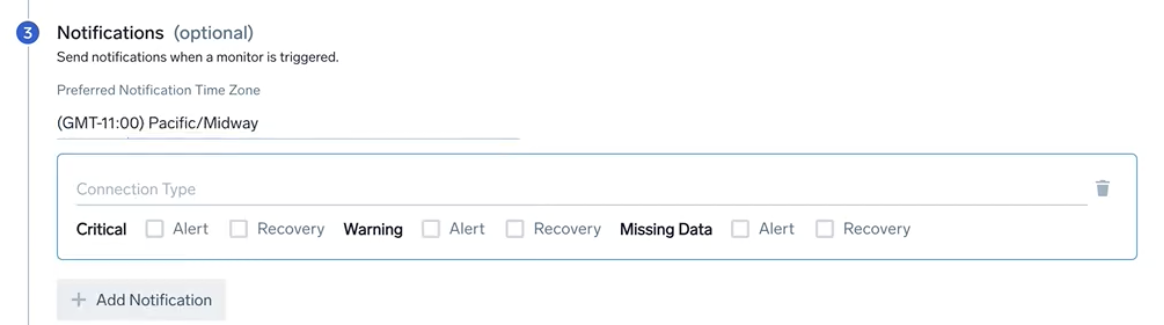 3 Notifications (optional)
Send notifications when a monitor is triggered.
Preferred Notification Time Zone
(GMT-11:00) Pacific/Midway
Connection Type
Critical Alert Recovery Warning Alert Recovery Missing Data Alert Recovery
+ Add Notification